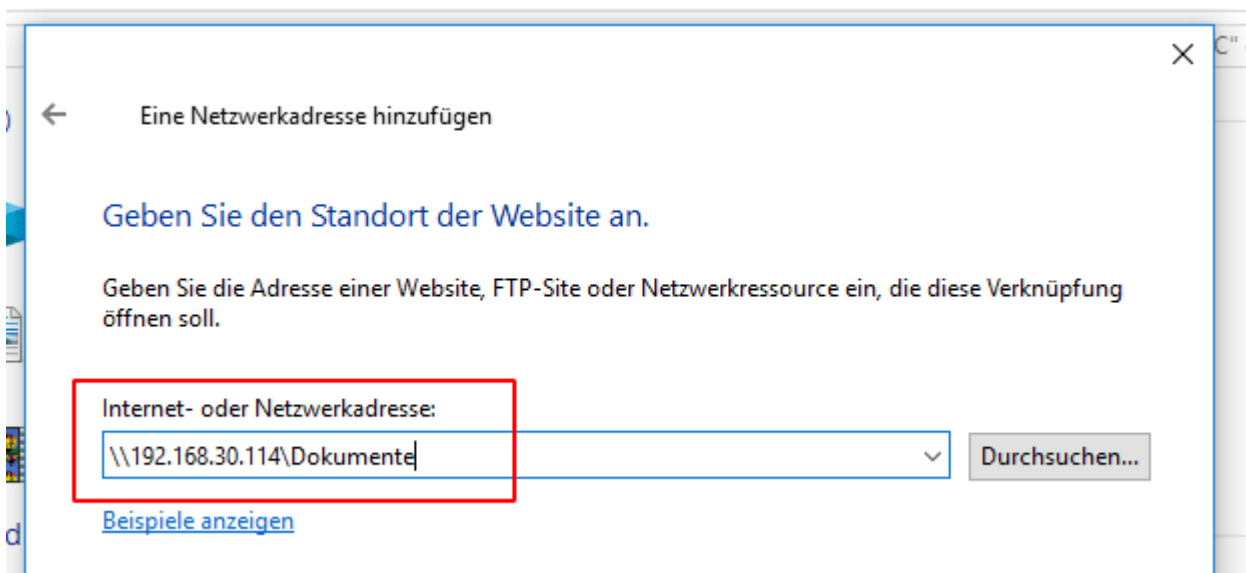 C"
)
Eine Netzwerkadresse hinzufügen
Geben Sie den Standort der Website an.
Geben Sie die Adresse einer Website, FTP-Site oder Netzwerkressource ein, die diese Verknüpfung
öffnen soll.
Internet- oder Netzwerkadresse:
\\192.168.30.114\Dokumente
Durchsuchen...
Beispiele anzeigen
d